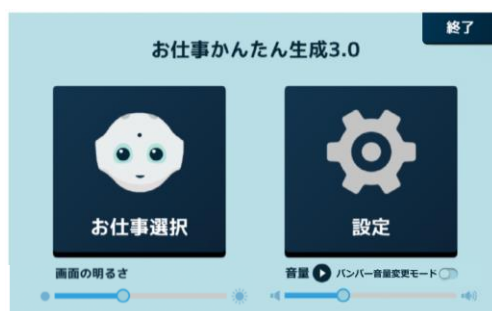 終了
お仕事かんたん生成3.0
お仕事選択
設定
画面の明るさ
音量 バンパー音量変更モード